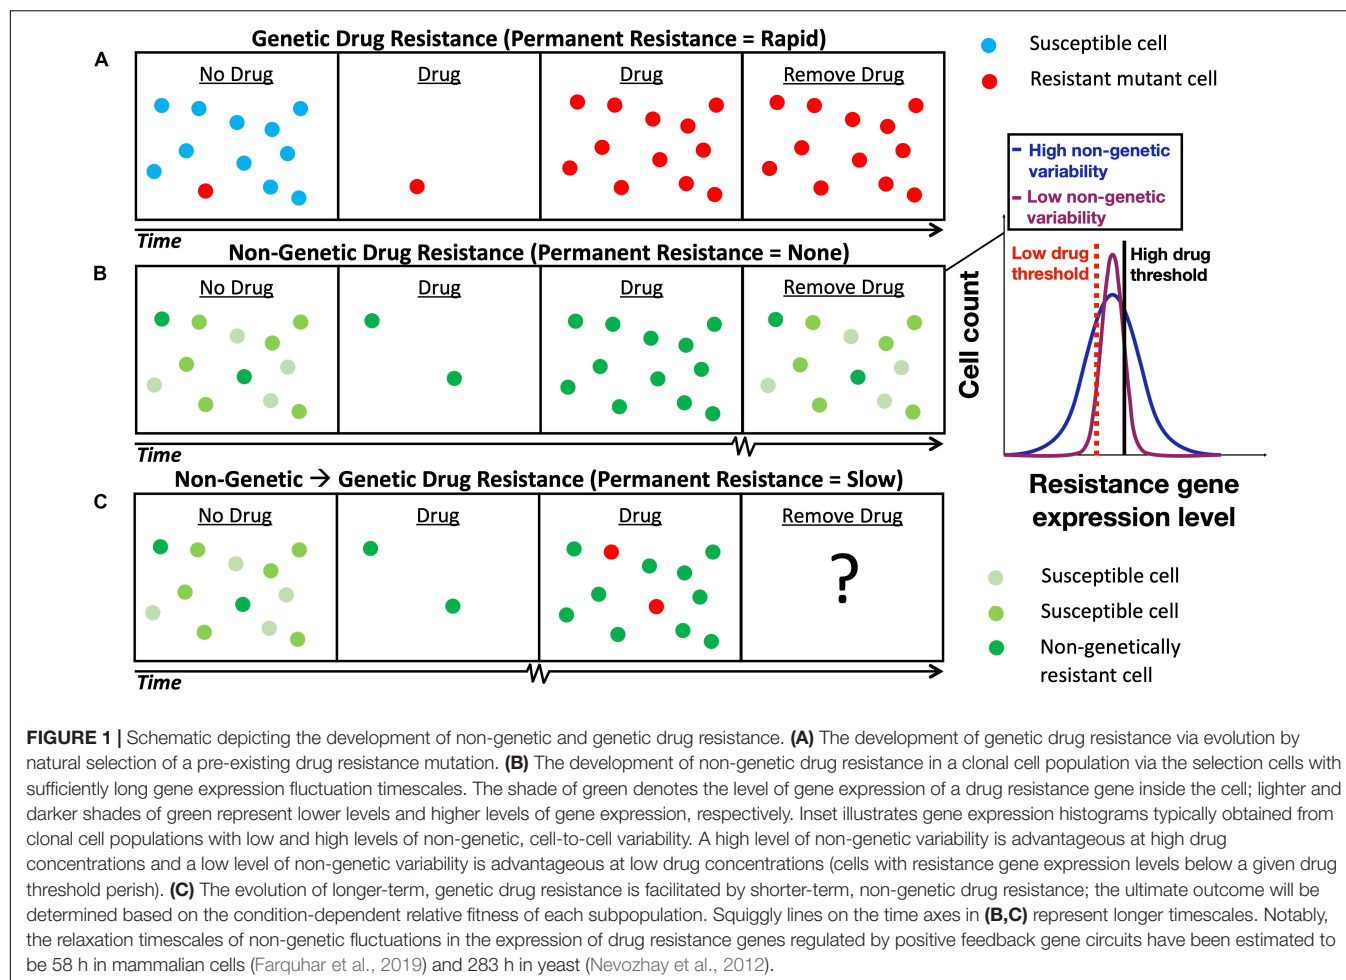 Genetic Drug Resistance (Permanent Resistance = Rapid)
A
No Drug
Drug
Drug
Remove Drug
Time
Susceptible cell
Resistant mutant cell
Non-Genetic Drug Resistance (Permanent Resistance = None)
B
No Drug
Drug
Drug
Remove Drug
Time
High non-genetic
variability
Low non-genetic
variability
Low drug
threshold
High drug
threshold
Cell count
Resistance gene
expression level
Non-Genetic → Genetic Drug Resistance (Permanent Resistance = Slow)
C
No Drug
Drug
Drug
Remove Drug
?
Time
Susceptible cell
Susceptible cell
Non-genetically
resistant cell
FIGURE 1 | Schematic depicting the development of non-genetic and genetic drug resistance. (A) The development of genetic drug resistance via evolution by
natural selection of a pre-existing drug resistance mutation. (B) The development of non-genetic drug resistance in a clonal cell population via the selection cells with
sufficiently long gene expression fluctuation timescales. The shade of green denotes the level of gene expression of a drug resistance gene inside the cell; lighter and
darker shades of green represent lower levels and higher levels of gene expression, respectively. Inset illustrates gene expression histograms typically obtained from
clonal cell populations with low and high levels of non-genetic, cell-to-cell variability. A high level of non-genetic variability is advantageous at high drug
concentrations and a low level of non-genetic variability is advantageous at low drug concentrations (cells with resistance gene expression levels below a given drug
threshold perish). (C) The evolution of longer-term, genetic drug resistance is facilitated by shorter-term, non-genetic drug resistance; the ultimate outcome will be
determined based on the condition-dependent relative fitness of each subpopulation. Squiggly lines on the time axes in (B,C) represent longer timescales. Notably,
the relaxation timescales of non-genetic fluctuations in the expression of drug resistance genes regulated by positive feedback gene circuits have been estimated to
be 58 h in mammalian cells (Farquhar et al., 2019) and 283 h in yeast (Nevozhay et al., 2012).